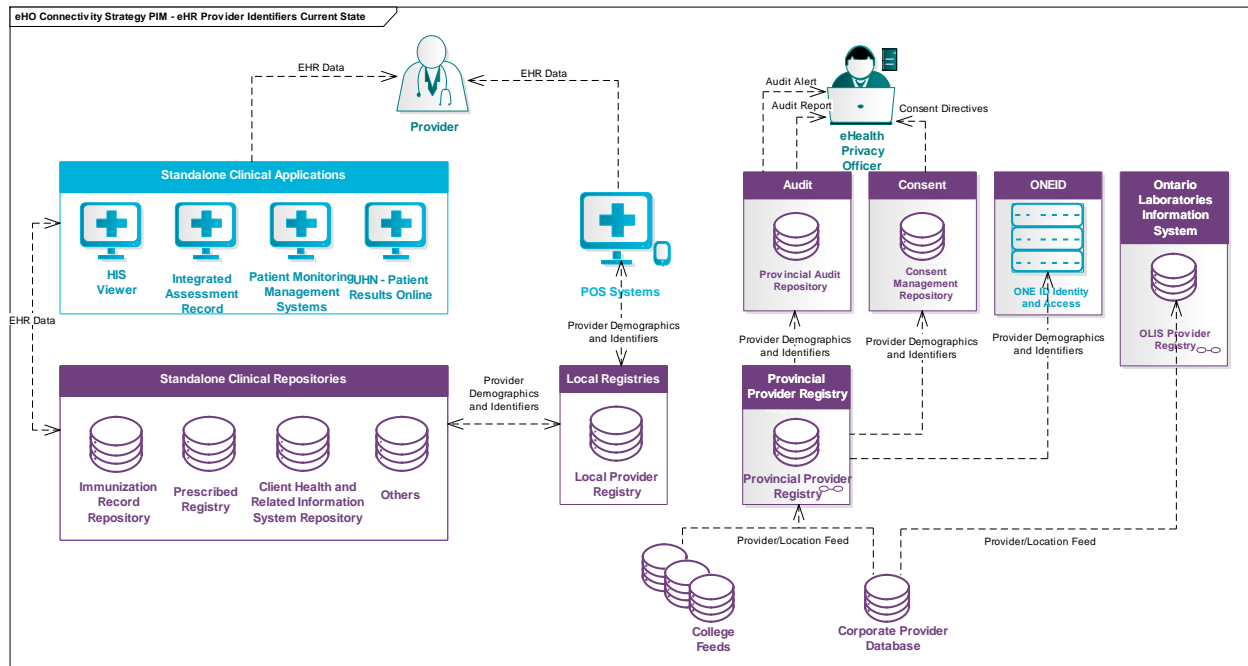 eHO Connectivity Strategy PIM - eHR Provider Identifiers Current State
EHR Data
EHR Data
Provider
Audit Alert
Audit Report
Consent Directives
eHealth
Privacy
Officer
Standalone Clinical Applications
HIS
Viewer
Integrated
Assessment
Record
Patient Monitoring
Management
Systems
UHN - Patient
Results Online
POS Systems
Audit
Provincial Audit
Repository
Consent
Consent
Management
Repository
ONEID
ONE ID Identity
and Access
Ontario
Laboratories
Information
System
OLIS Provider
Registry
EHR Data
Provider Demographics
and Identifiers
Provider Demographics
and Identifiers
Provider Demographics
and Identifiers
Provider Demographics
and Identifiers
Standalone Clinical Repositories
Immunization
Record
Repository
Prescribed
Registry
Client Health and
Related Information
System Repository
Others
Provider
Demographics
and Identifiers
Local Registries
Local Provider
Registry
Provincial
Provider Registry
Provincial Provider
Registry
Provider/Location Feed
Provider/Location Feed
College
Feeds
Corporate Provider
Database